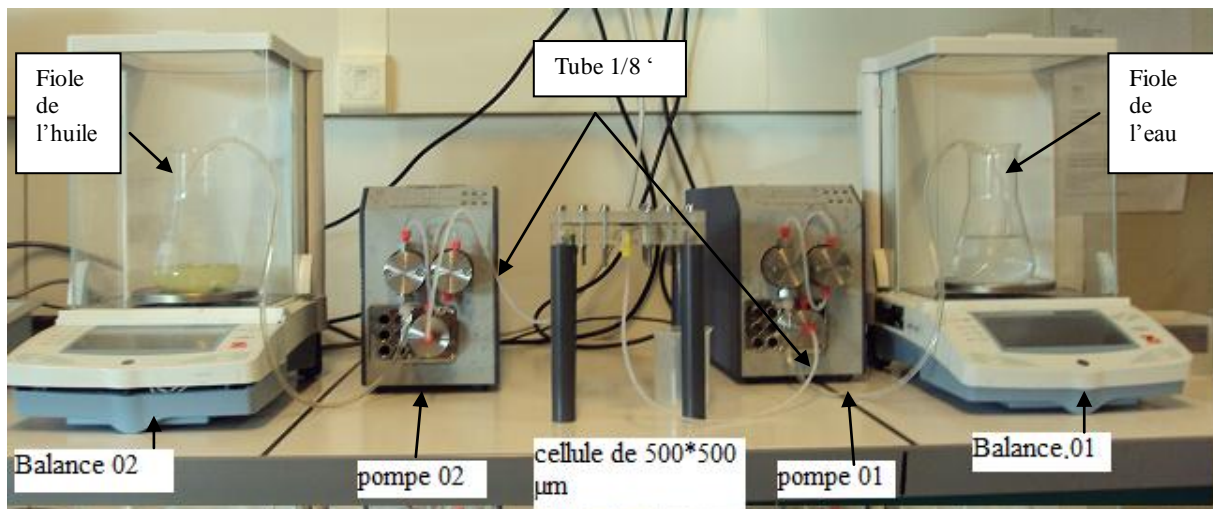 Fiole
de
l’huile
Tube 1/8 ‘
Fiole
de
l’eau
Balance 02
pompe 02
cellule de 500*500
µm
pompe 01
Balance.01